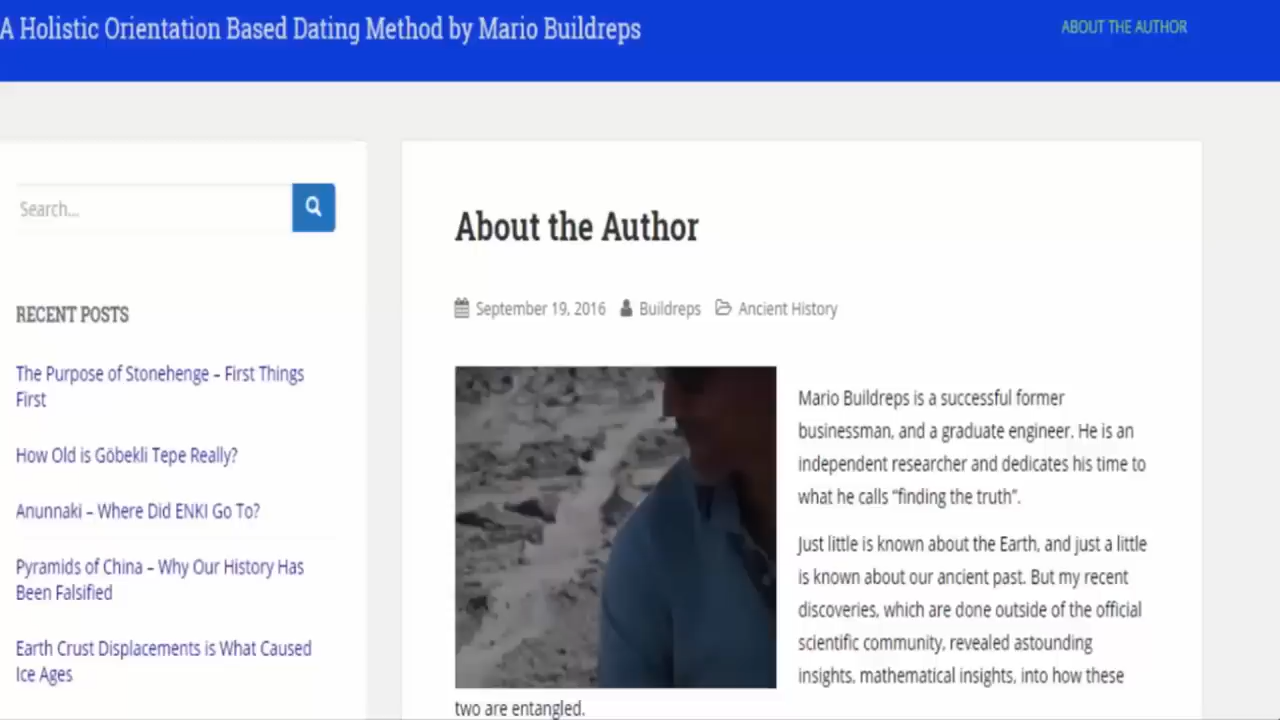 A Holistic Orientation Based Dating Method by Mario Buildreps
ABOUT THE AUTHOR
Search...
RECENT POSTS
The Purpose of Stonehenge – First Things
First
How Old is Göbekli Tepe Really?
Anunnaki – Where Did ENKI Go To?
Pyramids of China – Why Our History Has
Been Falsified
Earth Crust Displacements is What Caused
Ice Ages
About the Author
September 19, 2016 Buildreps Ancient History
Mario Buildreps is a successful former
businessman, and a graduate engineer. He is an
independent researcher and dedicates his time to
what he calls “finding the truth”.
Just little is known about the Earth, and just a little
is known about our ancient past. But my recent
discoveries, which are done outside of the official
scientific community, revealed astounding
insights, mathematical insights, into how these
two are entangled.